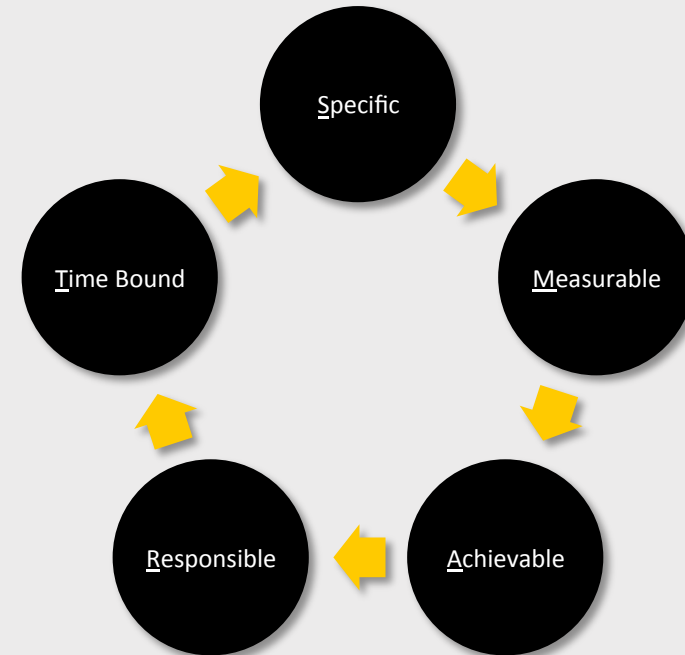 Specific
Measurable
Achievable
Responsible
Time Bound